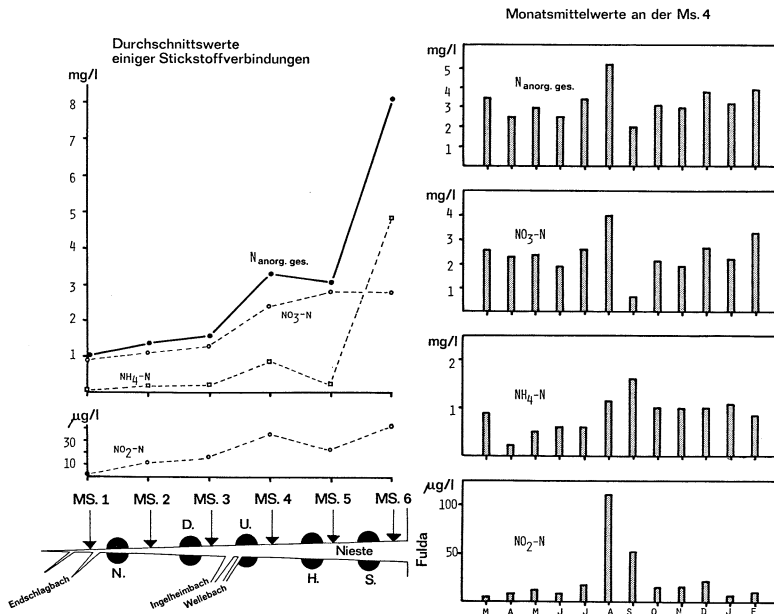 Durchschnittswerte
einiger Stickstoffverbindungen
mg/l
8
7
6
5
4
3
2
1
N anorg. ges.
NO3-N
NH4-N
µg/l
30
10
NO2-N
MS. 1 MS. 2 MS. 3 MS. 4 MS. 5 MS. 6
D. U.
Nieste
N. H. S.
Endschlagbach
Ingelheimbach
Wellebach
Fulda
Monatsmittelwerte an der Ms. 4
mg/l
5
4
3
2
1
N anorg. ges.
mg/l
4
3
2
1
NO3-N
mg/l
2
1
NH4-N
µg/l
100
50
NO2-N
M A M J J A S O N D J F